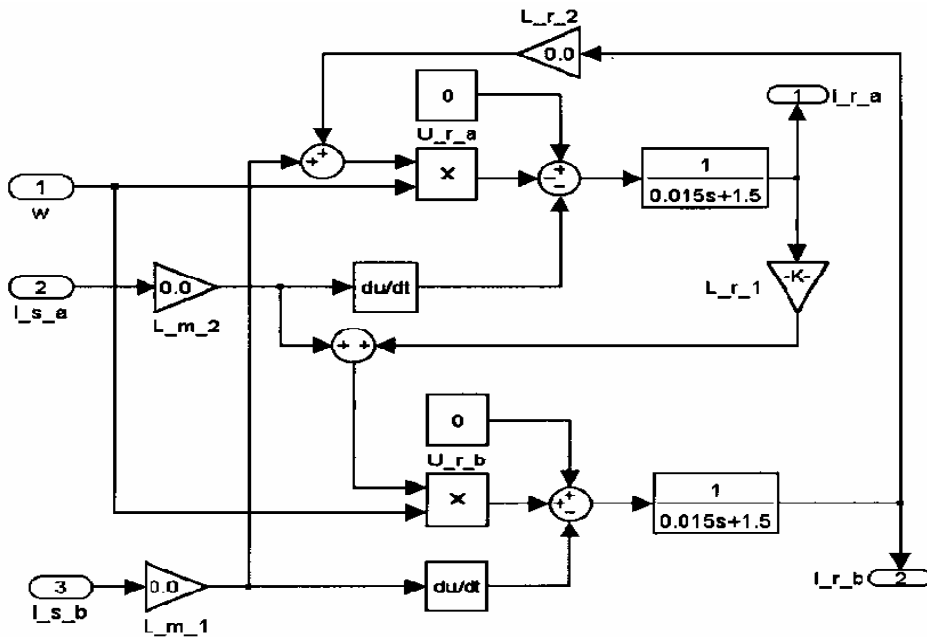 L_r_2
0.0
0
U_r_a
1
i_r_a
+ +
×
+
−
−
1
0.015s+1.5
1
w
2
I_s_a
0.0
L_m_2
du/dt
-K-
L_r_1
+ +
0
U_r_b
×
+
+
−
1
0.015s+1.5
3
I_s_b
0.0
L_m_1
du/dt
I_r_b
2